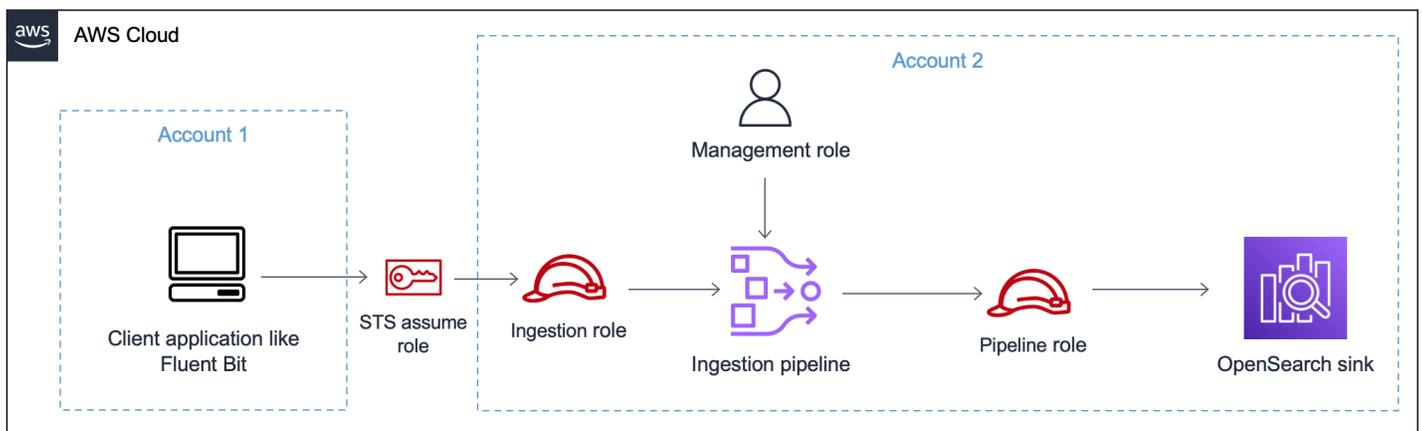 aws
AWS Cloud
Account 2
Account 1
Management role
Client application like
Fluent Bit
STS assume
role
Ingestion role
Ingestion pipeline
Pipeline role
OpenSearch sink